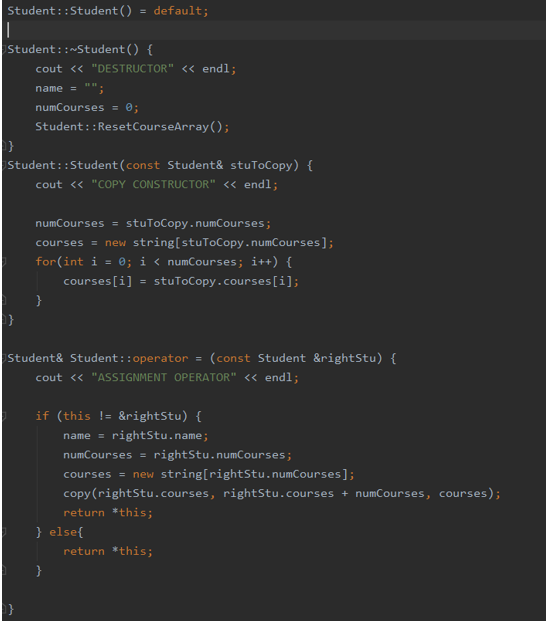 Student::Student() = default;
Student::~Student() {
cout << "DESTRUCTOR" << endl;
name = "";
numCourses = 0;
Student::ResetCourseArray();
}
Student::Student(const Student& stuToCopy) {
cout << "COPY CONSTRUCTOR" << endl;
numCourses = stuToCopy.numCourses;
courses = new string[stuToCopy.numCourses];
for(int i = 0; i < numCourses; i++) {
courses[i] = stuToCopy.courses[i];
}
}
Student& Student::operator = (const Student &rightStu) {
cout << "ASSIGNMENT OPERATOR" << endl;
if (this != &rightStu) {
name = rightStu.name;
numCourses = rightStu.numCourses;
courses = new string[rightStu.numCourses];
copy(rightStu.courses, rightStu.courses + numCourses, courses);
return *this;
} else{
return *this;
}
}